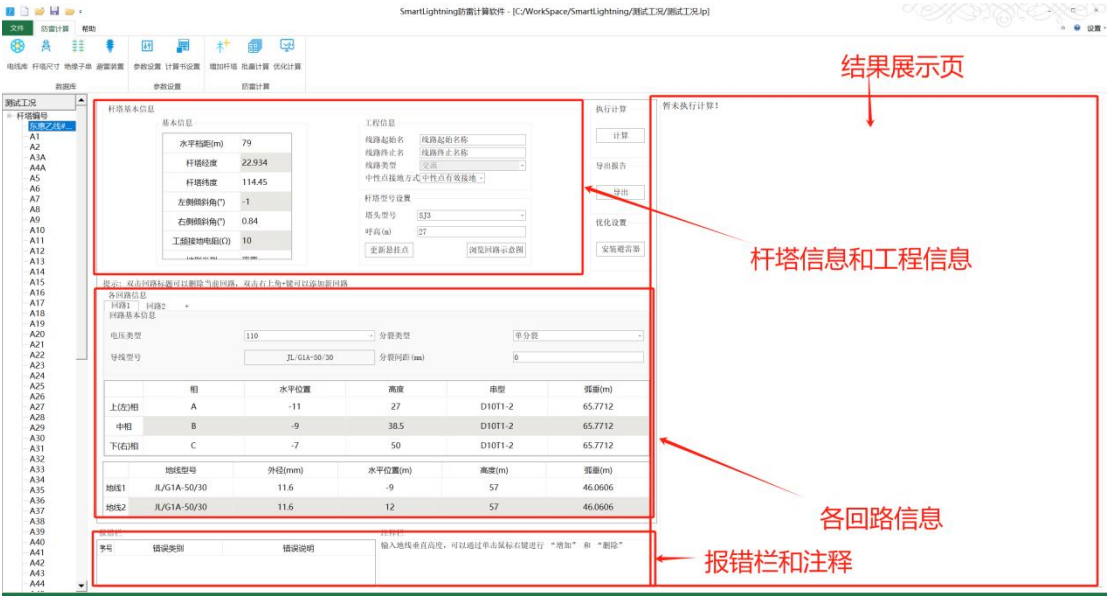 SmartLightning防雷计算软件 - [C:/WorkSpace/SmartLightning/测试工况/测试工况.lp]
文件 防雷计算 帮助 设置
电线库 杆塔尺寸 地绝缘子串 避雷装置 参数设置 计算书设置 增加杆塔 批量计算 优化计算
数据库 参数设置 防雷计算
测试工况
杆塔编号
东惠乙线#...
A1
A2
A3A
A4A
A5
A6
A7
A8
A9
A10
A11
A12
A13
A14
A15
A16
A17
A18
A19
A20
A21
A22
A23
A24
A25
A26
A27
A28
A29
A30
A31
A32
A33
A34
A35
A36
A37
A38
A39
A40
A41
A42
A43
A44
杆塔基本信息
基本信息
水平档距(m) 79
杆塔经度 22.934
杆塔纬度 114.45
左侧倾斜角(°) -1
右侧倾斜角(°) 0.84
工频接地电阻(Ω) 10
工程信息
线路起始名 线路起始名称
线路终止名 线路终止名称
线路类型 交流
中性点接地方式 中性点有效接地
杆塔型号设置
塔头型号 SJ3
呼高(m) 27
更新悬挂点 浏览回路示意图
执行计算
计算
导出报告
导出
优化设置
安装避雷器
暂未执行计算!
结果展示页
杆塔信息和工程信息
提示: 双击回路标题可以删除当前回路, 双击右上角+键可以添加新回路
各回路信息
回路1 回路2 +
回路基本信息
电压类型 110 分裂类型 单分裂
导线型号 JL/G1A-50/30 分裂间距(mm) 0
相 水平位置 高度 串型 弧垂(m)
上(左)相 A -11 27 D10T1-2 65.7712
中相 B -9 38.5 D10T1-2 65.7712
下(右)相 C -7 50 D10T1-2 65.7712
地线型号 外径(mm) 水平位置(m) 高度(m) 弧垂(m)
地线1 JL/G1A-50/30 11.6 -9 57 46.0606
地线2 JL/G1A-50/30 11.6 12 57 46.0606
各回路信息
报错栏 注释栏
序号 错误类别 错误说明
输入地线垂直高度, 可以通过单击鼠标右键进行 “增加” 和 “删除”
报错栏和注释